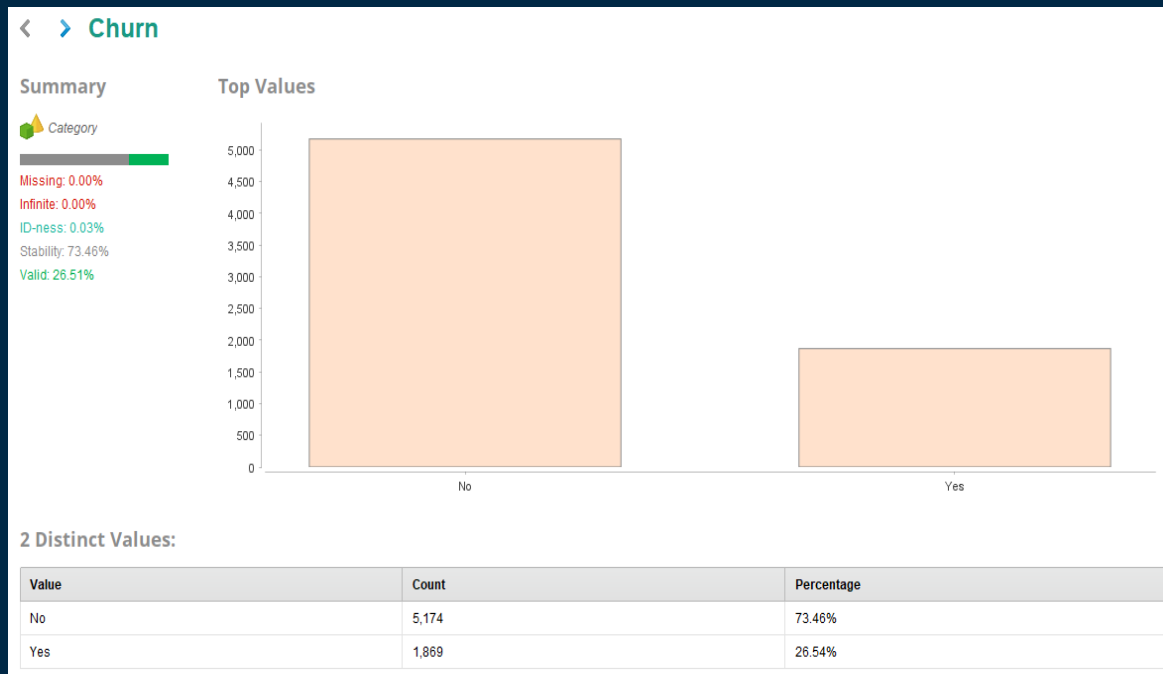 Churn
Summary
Category
Missing: 0.00%
Infinite: 0.00%
ID-ness: 0.03%
Stability: 73.46%
Valid: 26.51%
Top Values
5,000
4,500
4,000
3,500
3,000
2,500
2,000
1,500
1,000
500
0
No Yes
2 Distinct Values:
Value Count Percentage
No 5,174 73.46%
Yes 1,869 26.54%